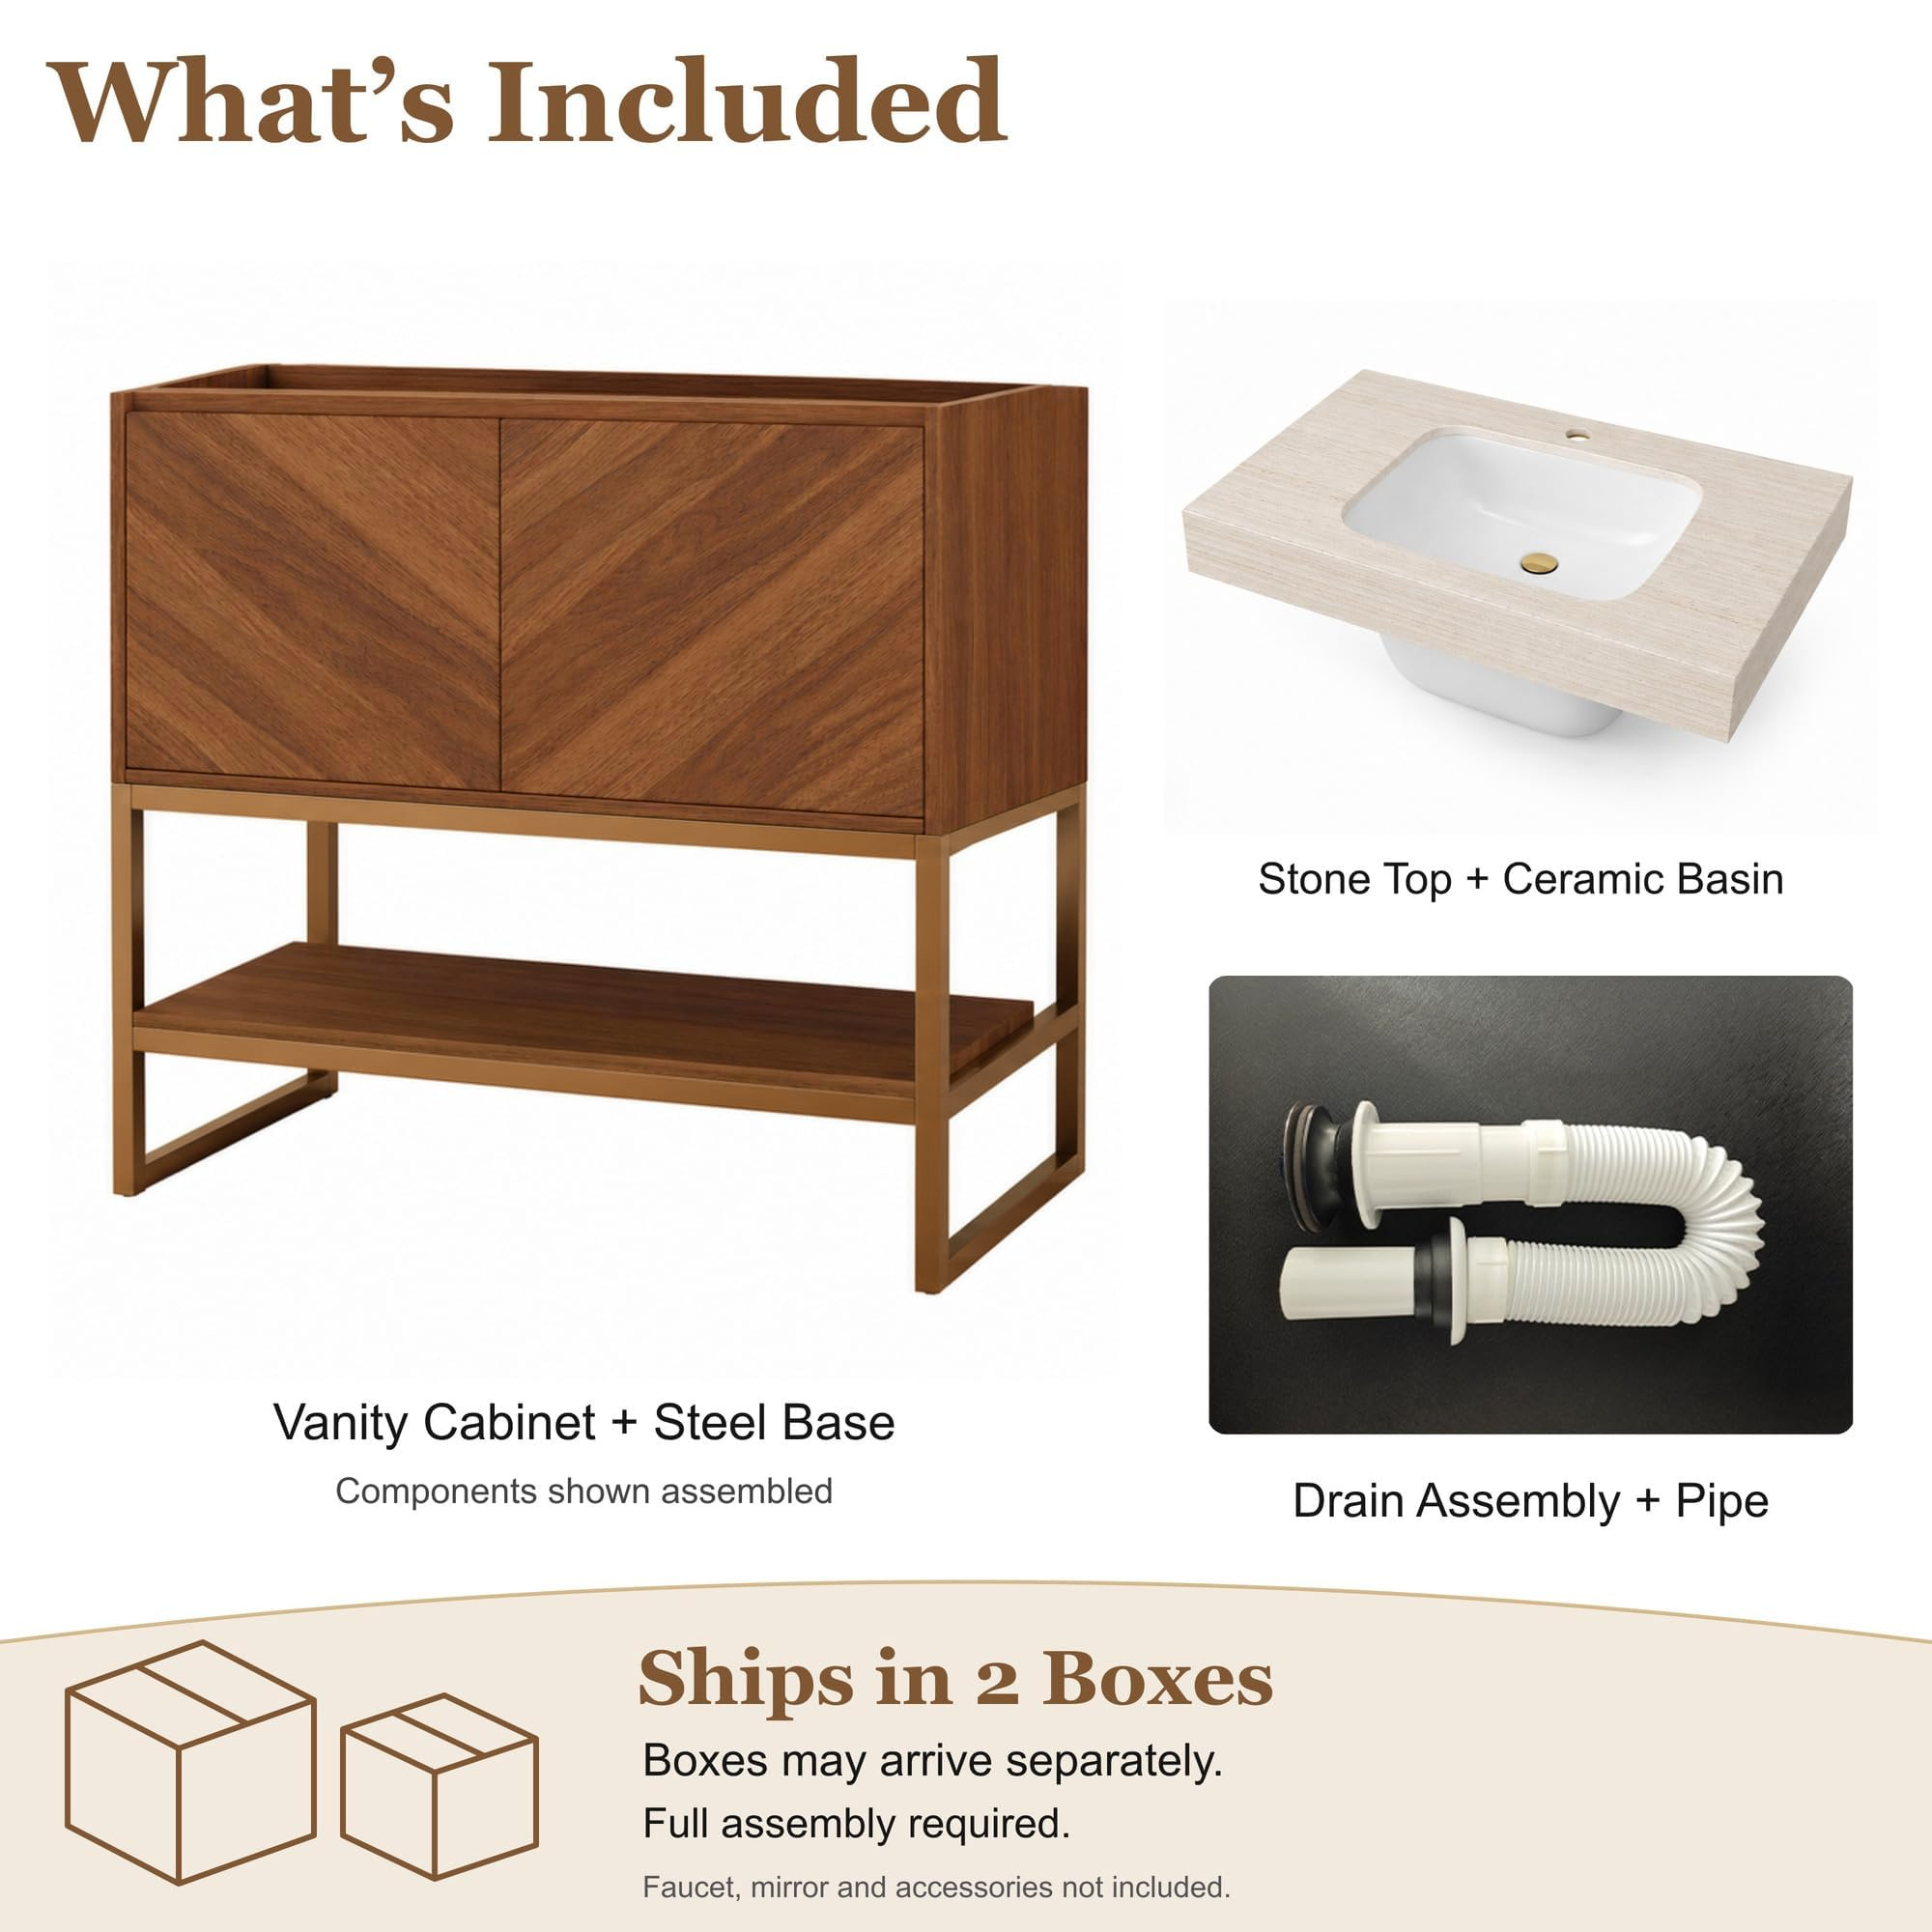 What’s Included
Stone Top + Ceramic Basin
Vanity Cabinet + Steel Base
Components shown assembled
Drain Assembly + Pipe
Ships in 2 Boxes
Boxes may arrive separately.
Full assembly required.
Faucet, mirror and accessories not included.